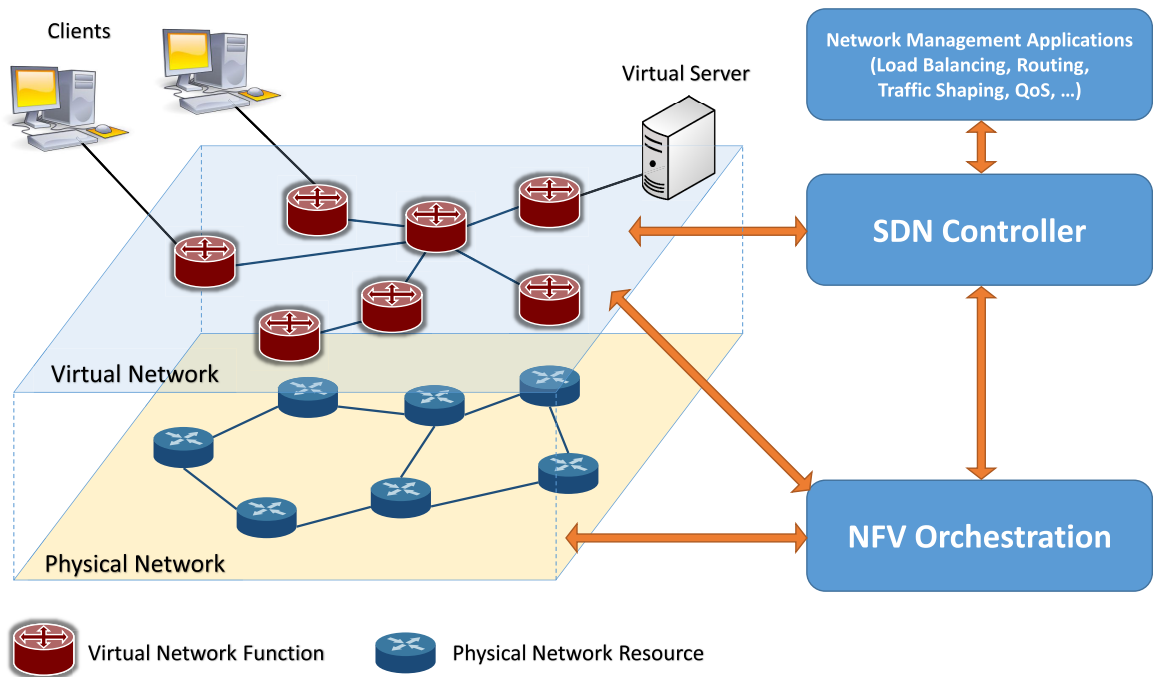 Clients
Virtual Server
Network Management Applications
(Load Balancing, Routing,
Traffic Shaping, QoS, ...)
SDN Controller
Virtual Network
NFV Orchestration
Physical Network
Virtual Network Function
Physical Network Resource